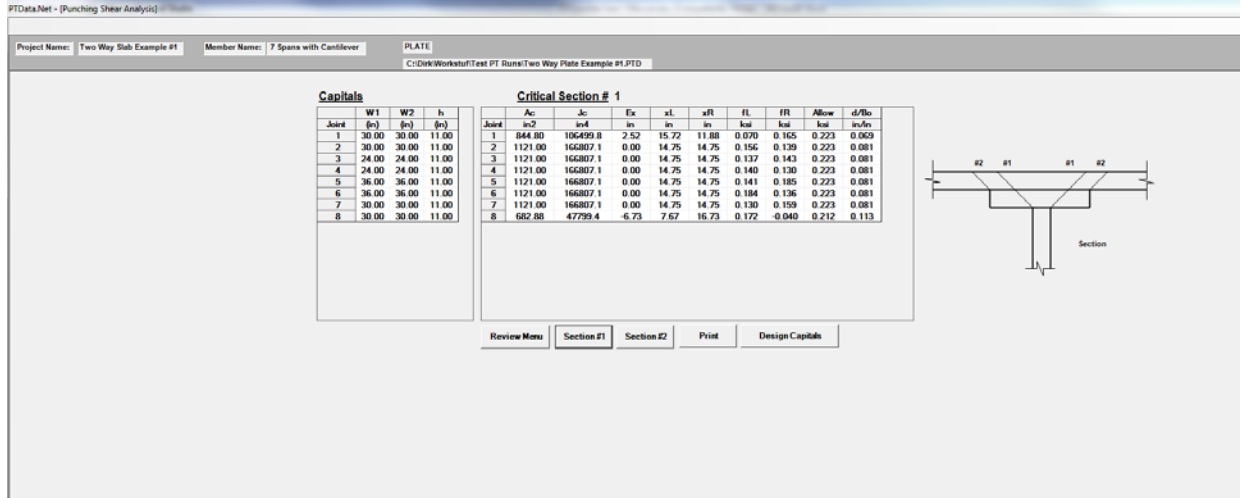 PTData.Net - [Punching Shear Analysis]
Project Name: Two Way Slab Example #1 Member Name: 7 Spans with Cantilever PLATE
C:\Dirk\Workstuf\Test PT Runs\Two Way Plate Example #1.PTD
Capitals
W1 W2 h
Joint (in) (in) (in)
1 30.00 30.00 11.00
2 30.00 30.00 11.00
3 24.00 24.00 11.00
4 24.00 24.00 11.00
5 36.00 36.00 11.00
6 36.00 36.00 11.00
7 30.00 30.00 11.00
8 30.00 30.00 11.00
Critical Section # 1
Ac Jc Ex xL xR fL fR Allow d/Bo
Joint in2 in4 in in in ksi ksi ksi in/in
1 844.80 106499.8 2.52 15.72 11.88 0.070 0.165 0.223 0.069
2 1121.00 166807.1 0.00 14.75 14.75 0.156 0.139 0.223 0.081
3 1121.00 166807.1 0.00 14.75 14.75 0.137 0.143 0.223 0.081
4 1121.00 166807.1 0.00 14.75 14.75 0.140 0.130 0.223 0.081
5 1121.00 166807.1 0.00 14.75 14.75 0.141 0.185 0.223 0.081
6 1121.00 166807.1 0.00 14.75 14.75 0.184 0.136 0.223 0.081
7 1121.00 166807.1 0.00 14.75 14.75 0.130 0.159 0.223 0.081
8 682.88 47799.4 -6.73 7.67 16.73 0.172 -0.040 0.212 0.113
#2 #1 #1 #2
Section
Review Menu Section #1 Section #2 Print Design Capitals